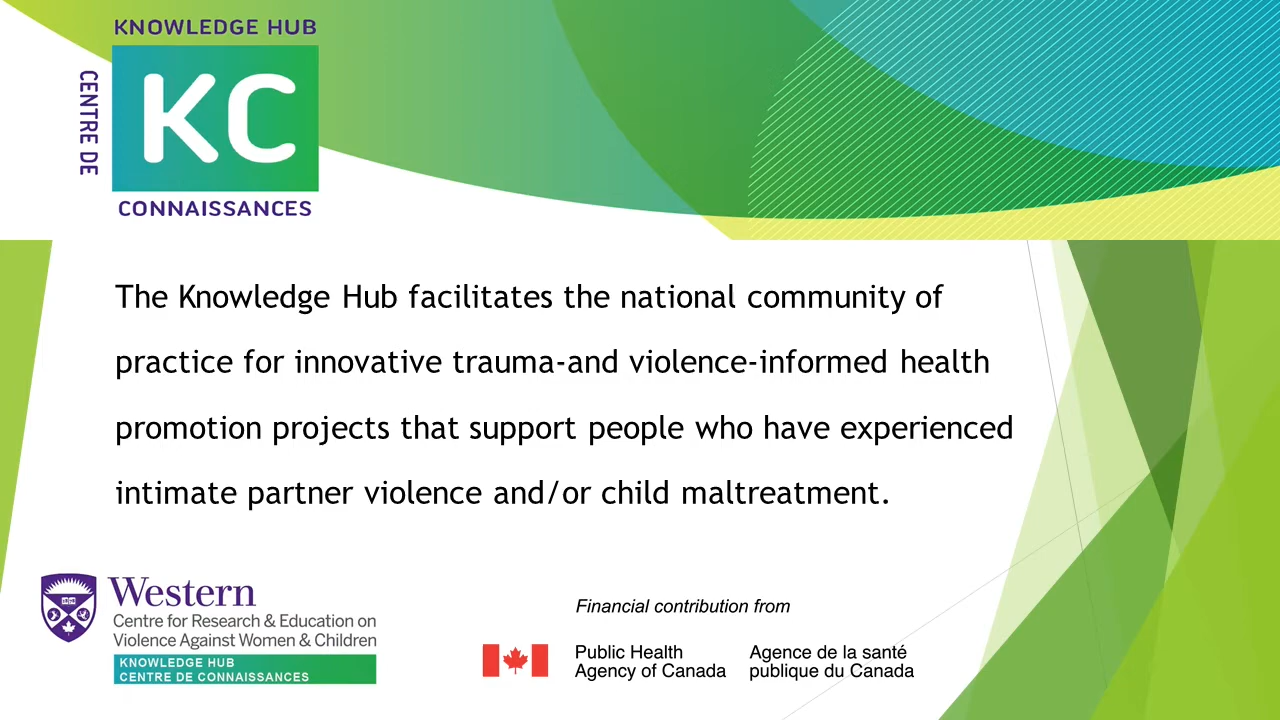 KNOWLEDGE HUB
CENTRE DE
KC
CONNAISSANCES
The Knowledge Hub facilitates the national community of
practice for innovative trauma-and violence-informed health
promotion projects that support people who have experienced
intimate partner violence and/or child maltreatment.
Western
Centre for Research & Education on
Violence Against Women & Children
KNOWLEDGE HUB
CENTRE DE CONNAISSANCES
Financial contribution from
Public Health
Agency of Canada
Agence de la santé
publique du Canada